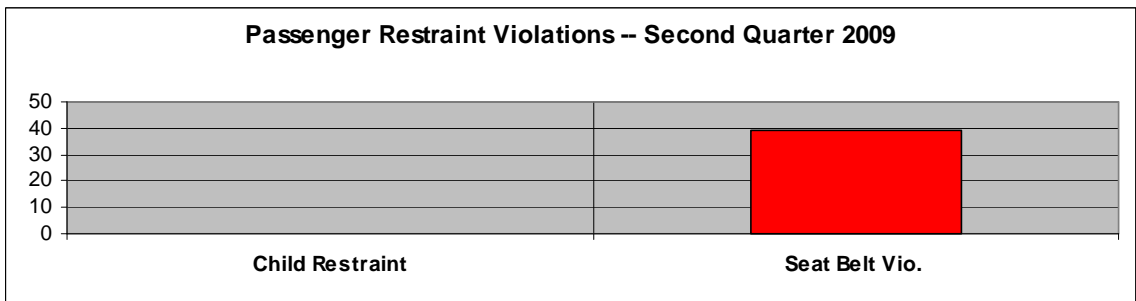 Passenger Restraint Violations -- Second Quarter 2009
50
40
30
20
10
0
Child Restraint
Seat Belt Vio.